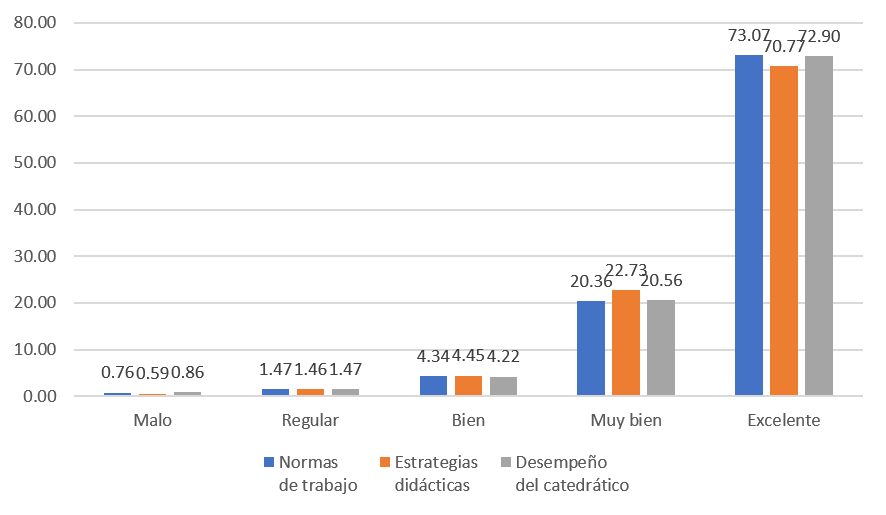 80.00
70.00
60.00
50.00
40.00
30.00
20.00
10.00
0.00
0.76 0.59 0.86
1.47 1.46 1.47
4.34 4.45 4.22
20.36 22.73 20.56
73.07 70.77 72.90
Malo Regular Bien Muy bien Excelente
Normas
de trabajo
Estrategias
didácticas
Desempeño
del catedrático